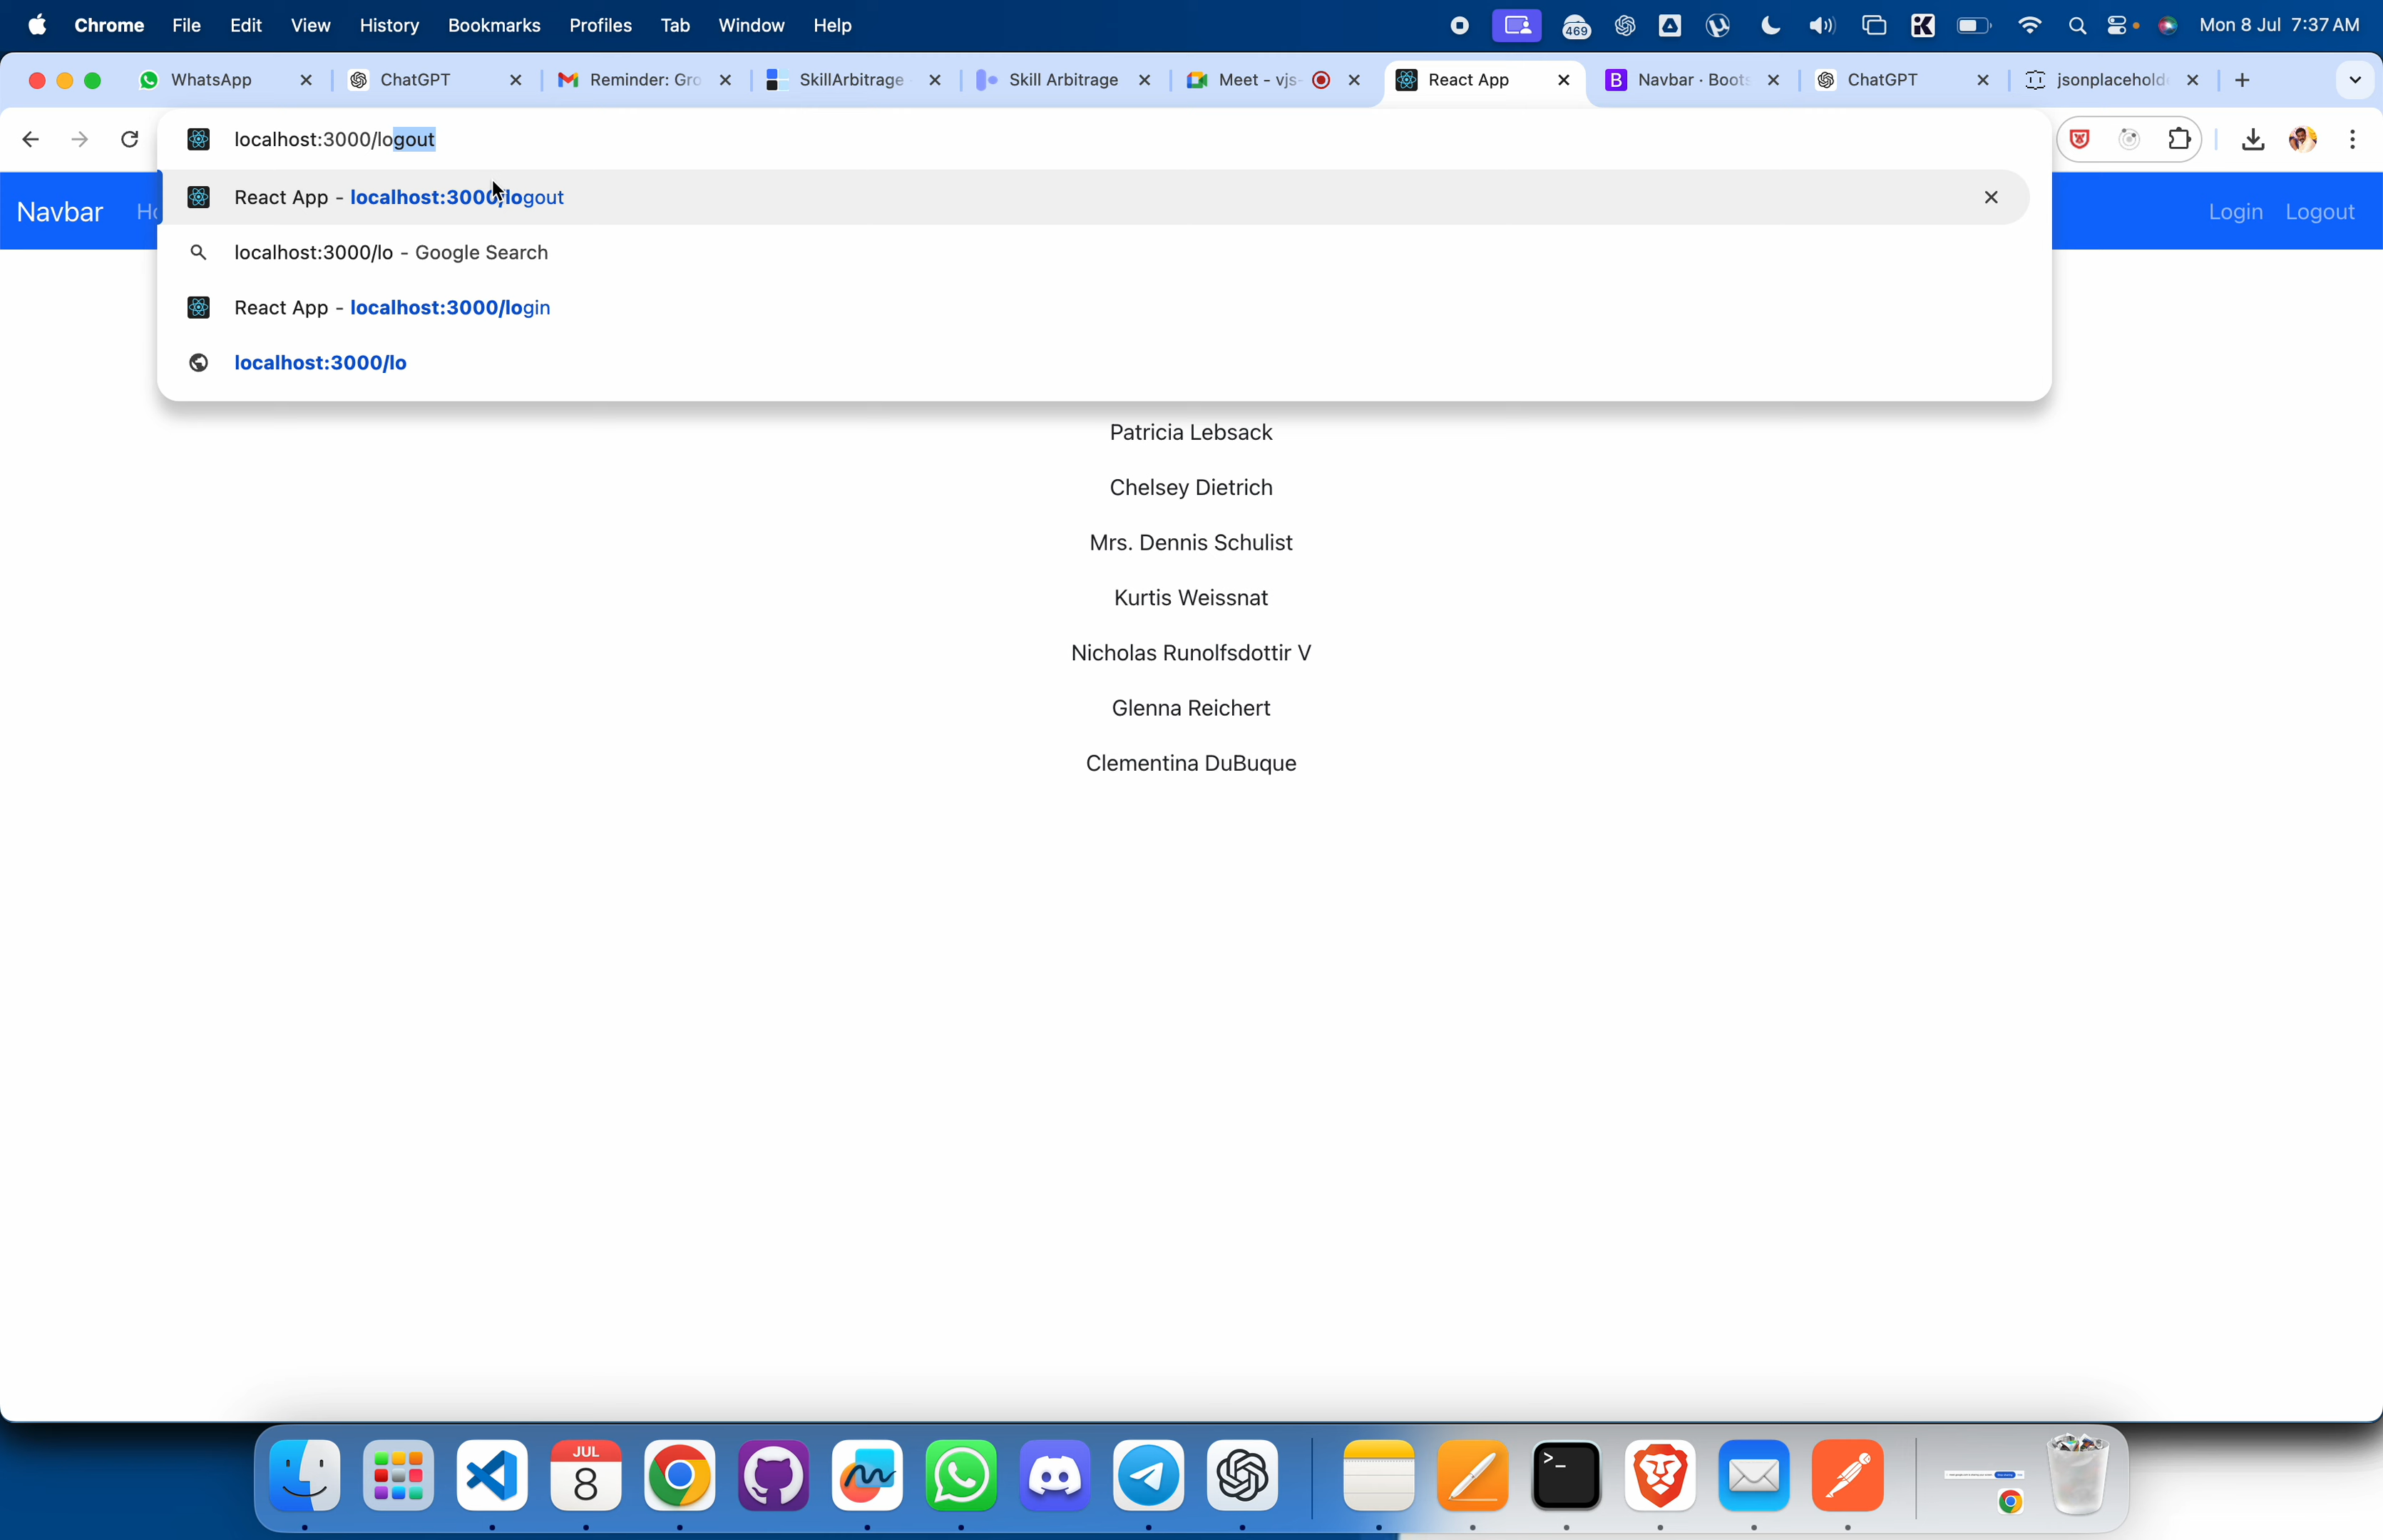 Chrome File Edit View History Bookmarks Profiles Tab Window Help 469 Mon 8 Jul 7:37 AM
WhatsApp ChatGPT Reminder: Gro SkillArbitrage Skill Arbitrage Meet - vjs- React App Navbar · Boots ChatGPT jsonplacehold
localhost:3000/logout
React App - localhost:3000/logout
Navbar Ho Login Logout
localhost:3000/lo - Google Search
React App - localhost:3000/login
localhost:3000/lo
Patricia Lebsack
Chelsey Dietrich
Mrs. Dennis Schulist
Kurtis Weissnat
Nicholas Runolfsdottir V
Glenna Reichert
Clementina DuBuque
JUL
8